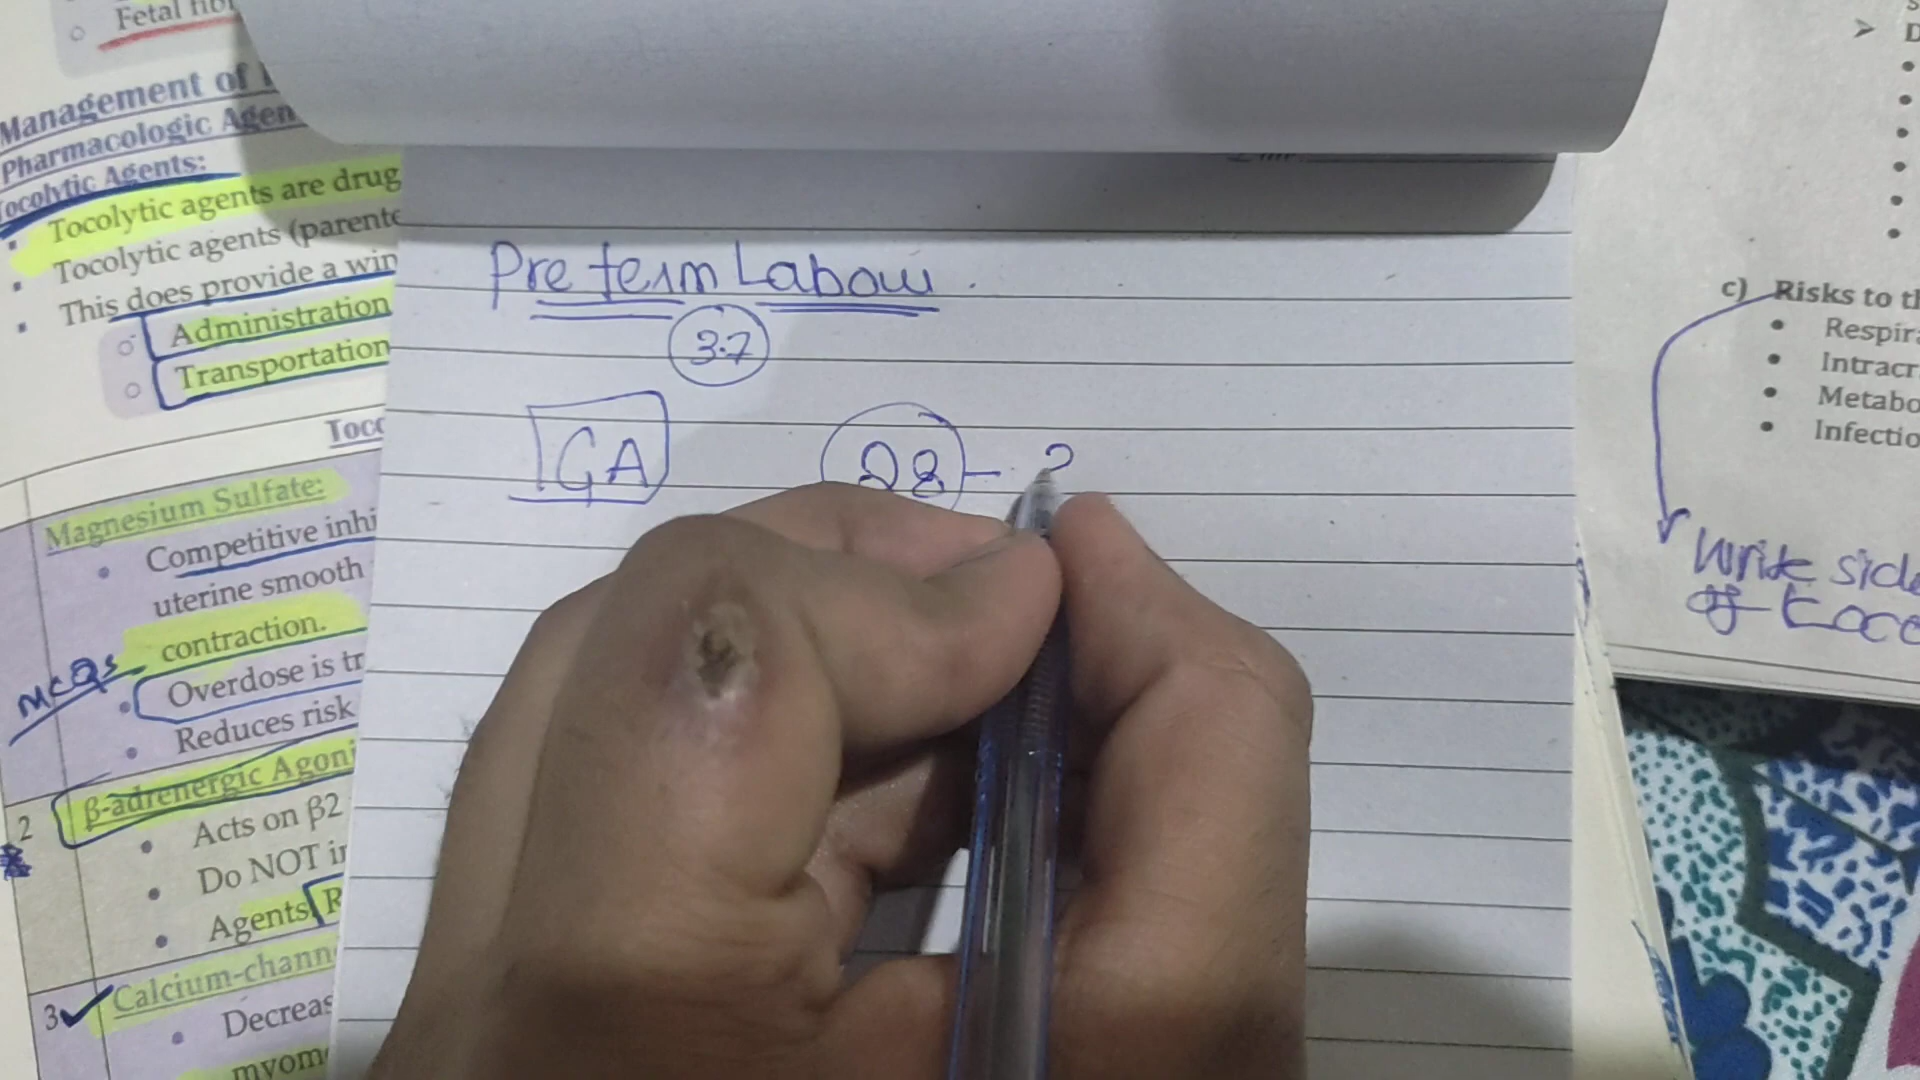 Fetal
Management of
Pharmacologic Agen
Tocolytic Agents:
Tocolytic agents are drug
Tocolytic agents (parente
This does provide a win
Administration
Transportation
Toco
Magnesium Sulfate:
Competitive inhi
uterine smooth
contraction.
MCQs
Overdose is tr
Reduces risk
2
β-adrenergic Agoni
Acts on β2
Do NOT in
Agents R
3
Calcium-chann
Decreas
myom
Preterm Labour
3.7
GA 28 -
D
c) Risks to th
Respira
Intracr
Metabo
Infectio
Write side
of toco